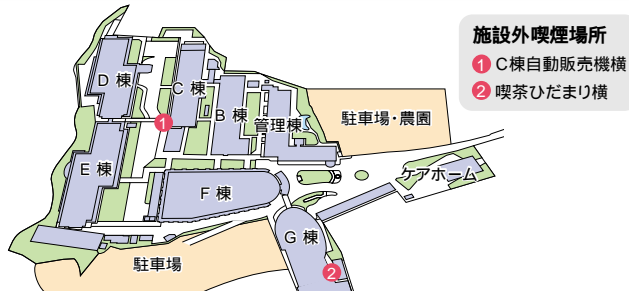 施設外喫煙場所
1 C棟自動販売機横
2 喫茶ひだまり横
D 棟
C 棟
B 棟
管理棟
駐車場・農園
1
E 棟
F 棟
ケアホーム
G 棟
駐車場
2